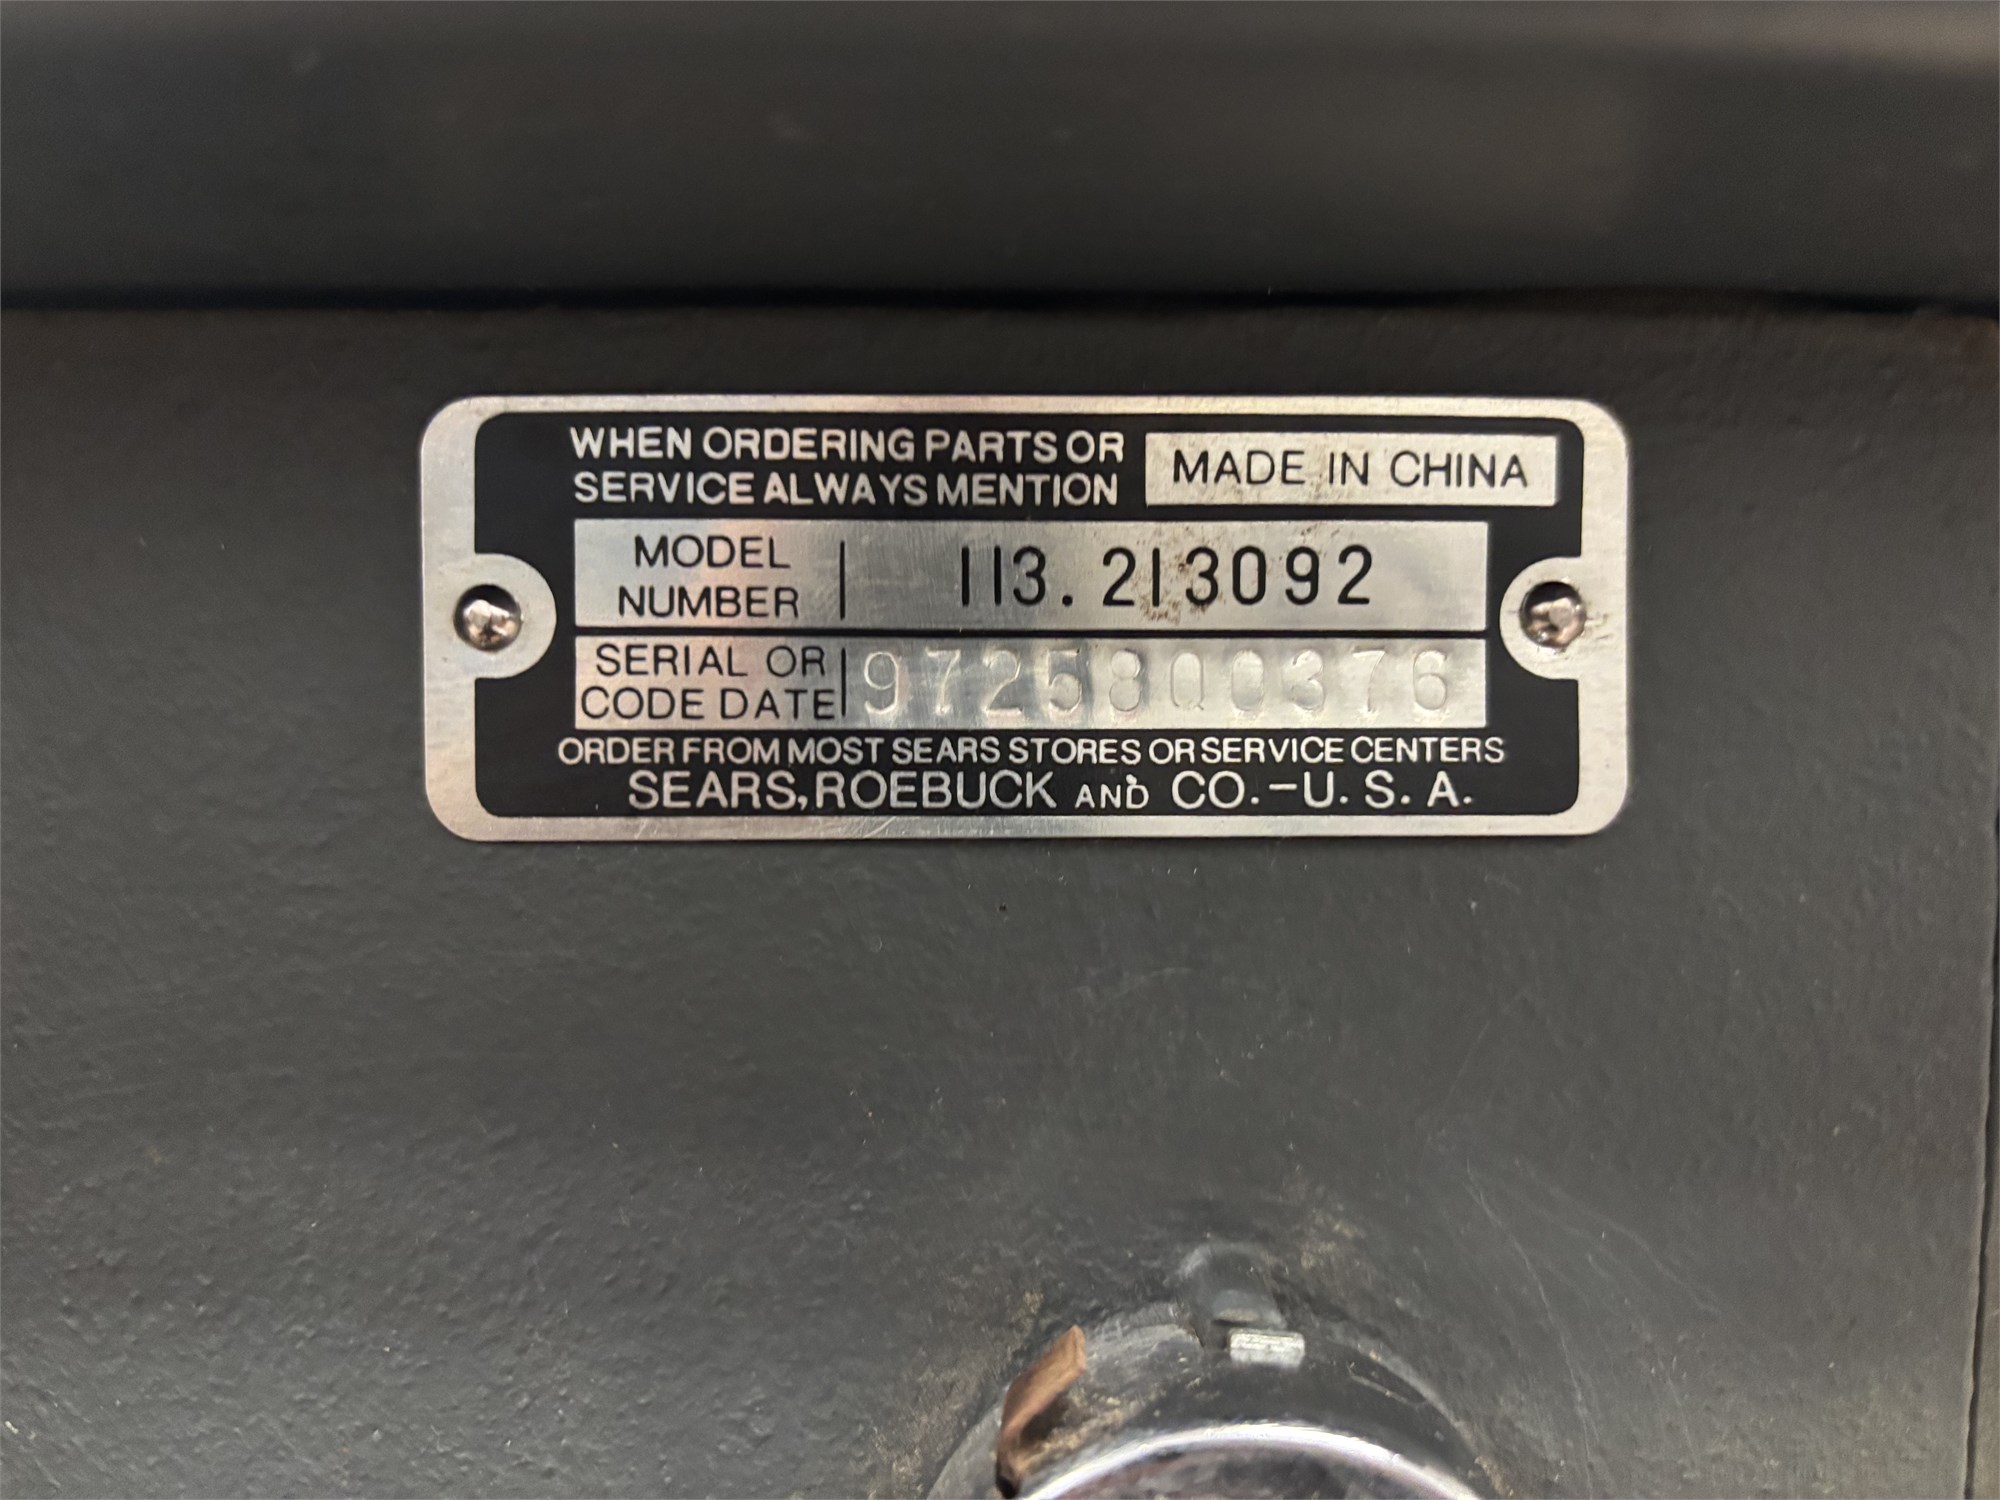 WHEN ORDERING PARTS OR
SERVICE ALWAYS MENTION
MADE IN CHINA
MODEL
NUMBER
113.213092
SERIAL OR
CODE DATE
97258Q0376
ORDER FROM MOST SEARS STORES OR SERVICE CENTERS
SEARS, ROEBUCK AND CO.-U. S. A.